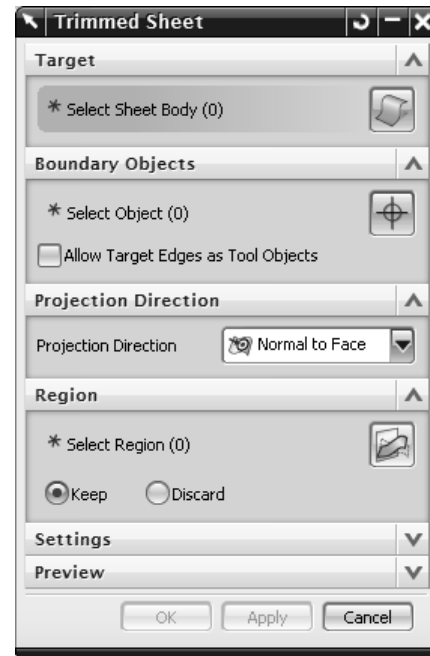 Trimmed Sheet
Target
* Select Sheet Body (0)
Boundary Objects
* Select Object (0)
Allow Target Edges as Tool Objects
Projection Direction
Projection Direction Normal to Face
Region
* Select Region (0)
Keep Discard
Settings
Preview
OK Apply Cancel